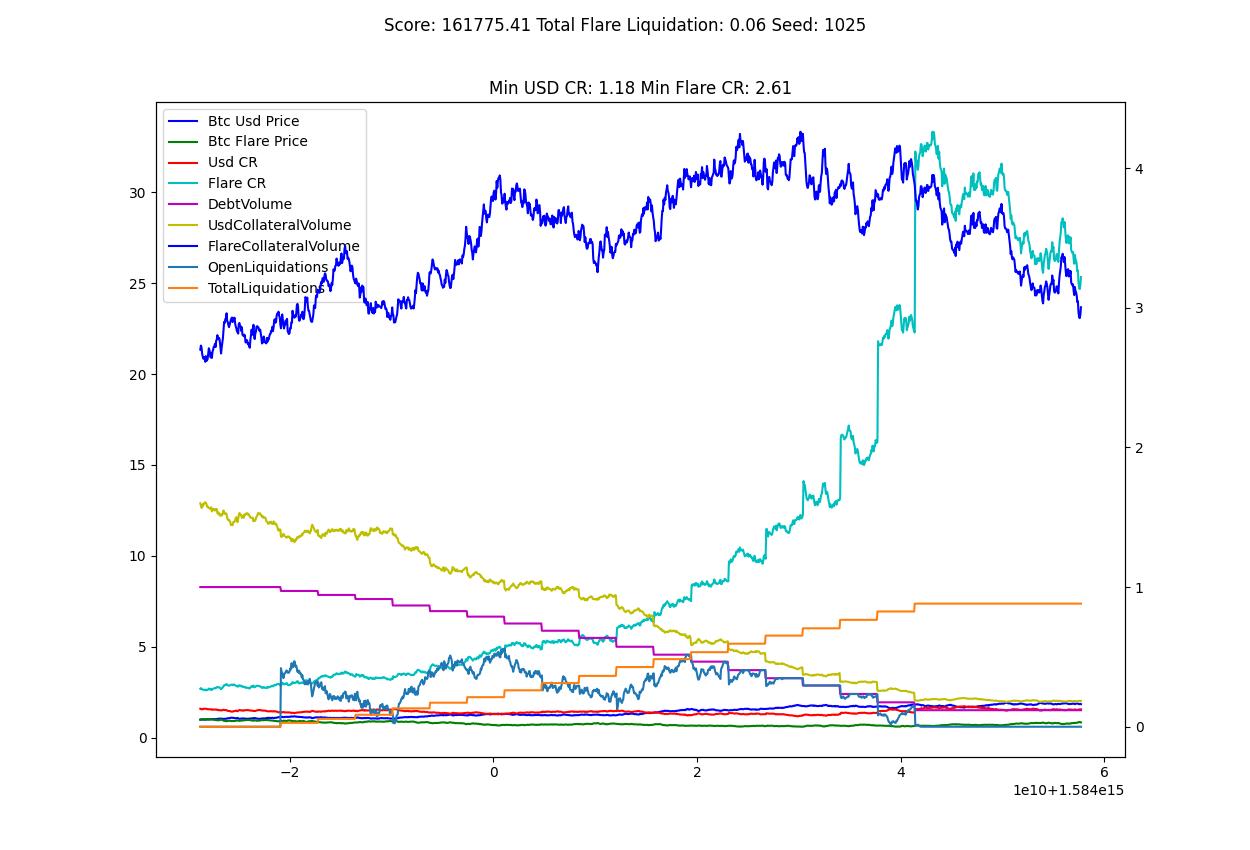 Score: 161775.41 Total Flare Liquidation: 0.06 Seed: 1025
Min USD CR: 1.18 Min Flare CR: 2.61
Btc Usd Price
Btc Flare Price
Usd CR
Flare CR
DebtVolume
UsdCollateralVolume
FlareCollateralVolume
OpenLiquidations
TotalLiquidations
30
25
20
15
10
5
0
4
3
2
1
0
−2 0 2 4 6
1e10+1.584e15